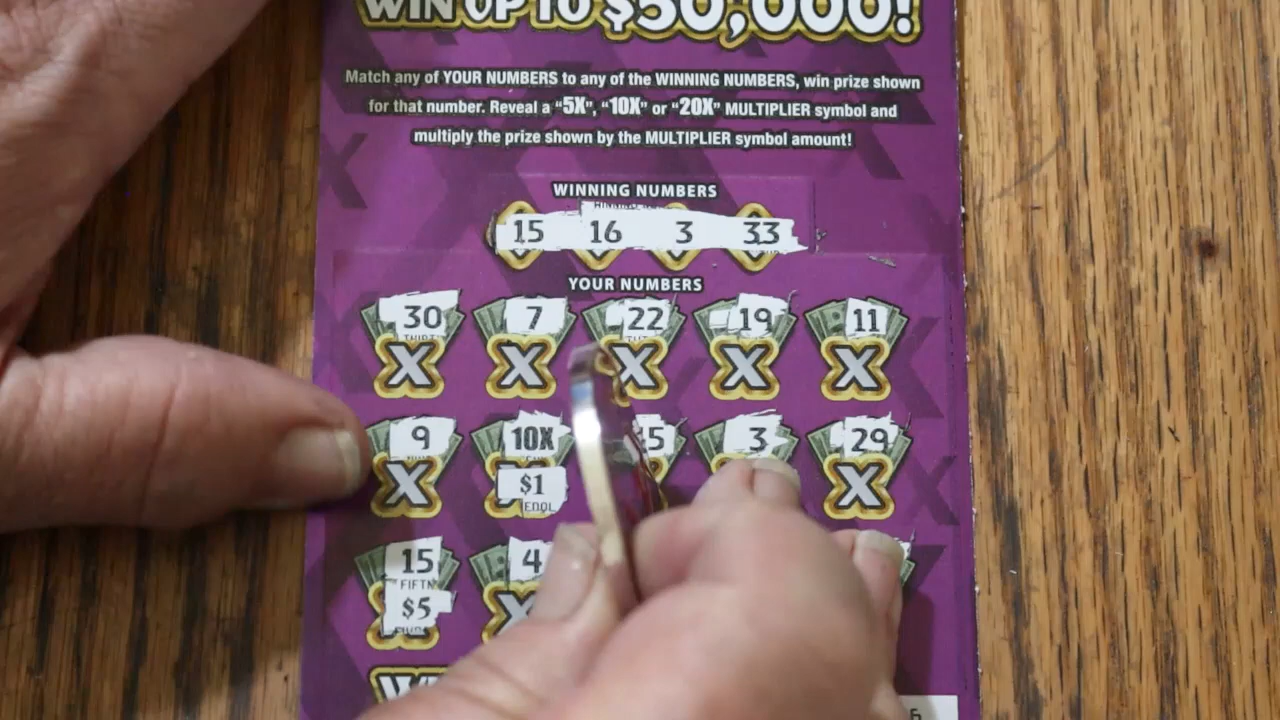 WIN UP TO $50,000!
Match any of YOUR NUMBERS to any of the WINNING NUMBERS, win prize shown
for that number. Reveal a "5X", "10X" or "20X" MULTIPLIER symbol and
multiply the prize shown by the MULTIPLIER symbol amount!
WINNING NUMBERS
15 16 3 33
YOUR NUMBERS
30 7 22 19 11
X X X X X
9 10X 5 3 29
X $1 X
EDOL
15 4
FIFTN
$5 X